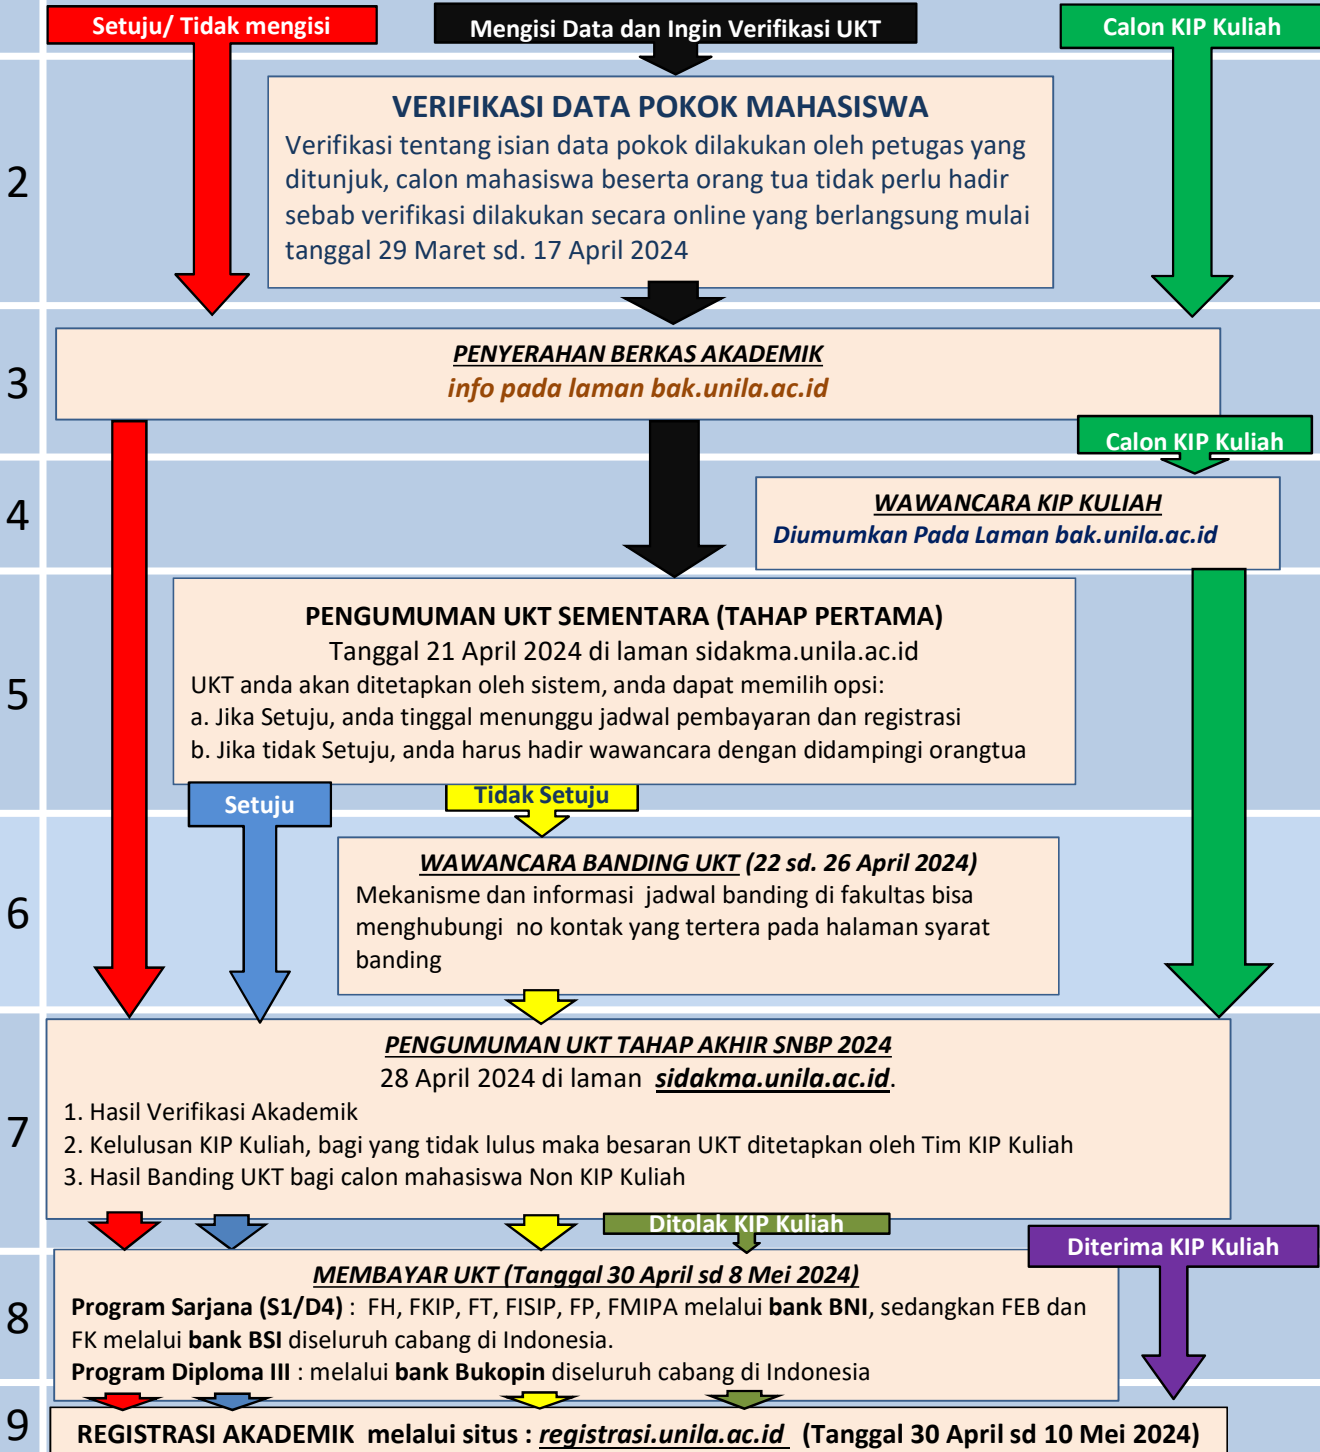 Setuju/ Tidak mengisi
Mengisi Data dan Ingin Verifikasi UKT
Calon KIP Kuliah
2
VERIFIKASI DATA POKOK MAHASISWA
Verifikasi tentang isian data pokok dilakukan oleh petugas yang
ditunjuk, calon mahasiswa beserta orang tua tidak perlu hadir
sebab verifikasi dilakukan secara online yang berlangsung mulai
tanggal 29 Maret sd. 17 April 2024
3
PENYERAHAN BERKAS AKADEMIK
info pada laman bak.unila.ac.id
Calon KIP Kuliah
4
WAWANCARA KIP KULIAH
Diumumkan Pada Laman bak.unila.ac.id
5
PENGUMUMAN UKT SEMENTARA (TAHAP PERTAMA)
Tanggal 21 April 2024 di laman sidakma.unila.ac.id
UKT anda akan ditetapkan oleh sistem, anda dapat memilih opsi:
a. Jika Setuju, anda tinggal menunggu jadwal pembayaran dan registrasi
b. Jika tidak Setuju, anda harus hadir wawancara dengan didampingi orangtua
Setuju
Tidak Setuju
6
WAWANCARA BANDING UKT (22 sd. 26 April 2024)
Mekanisme dan informasi jadwal banding di fakultas bisa
menghubungi no kontak yang tertera pada halaman syarat
banding
7
PENGUMUMAN UKT TAHAP AKHIR SNBP 2024
28 April 2024 di laman sidakma.unila.ac.id.
1. Hasil Verifikasi Akademik
2. Kelulusan KIP Kuliah, bagi yang tidak lulus maka besaran UKT ditetapkan oleh Tim KIP Kuliah
3. Hasil Banding UKT bagi calon mahasiswa Non KIP Kuliah
Ditolak KIP Kuliah
Diterima KIP Kuliah
8
MEMBAYAR UKT (Tanggal 30 April sd 8 Mei 2024)
Program Sarjana (S1/D4) : FH, FKIP, FT, FISIP, FP, FMIPA melalui bank BNI, sedangkan FEB dan
FK melalui bank BSI diseluruh cabang di Indonesia.
Program Diploma III : melalui bank Bukopin diseluruh cabang di Indonesia
9
REGISTRASI AKADEMIK melalui situs : registrasi.unila.ac.id (Tanggal 30 April sd 10 Mei 2024)